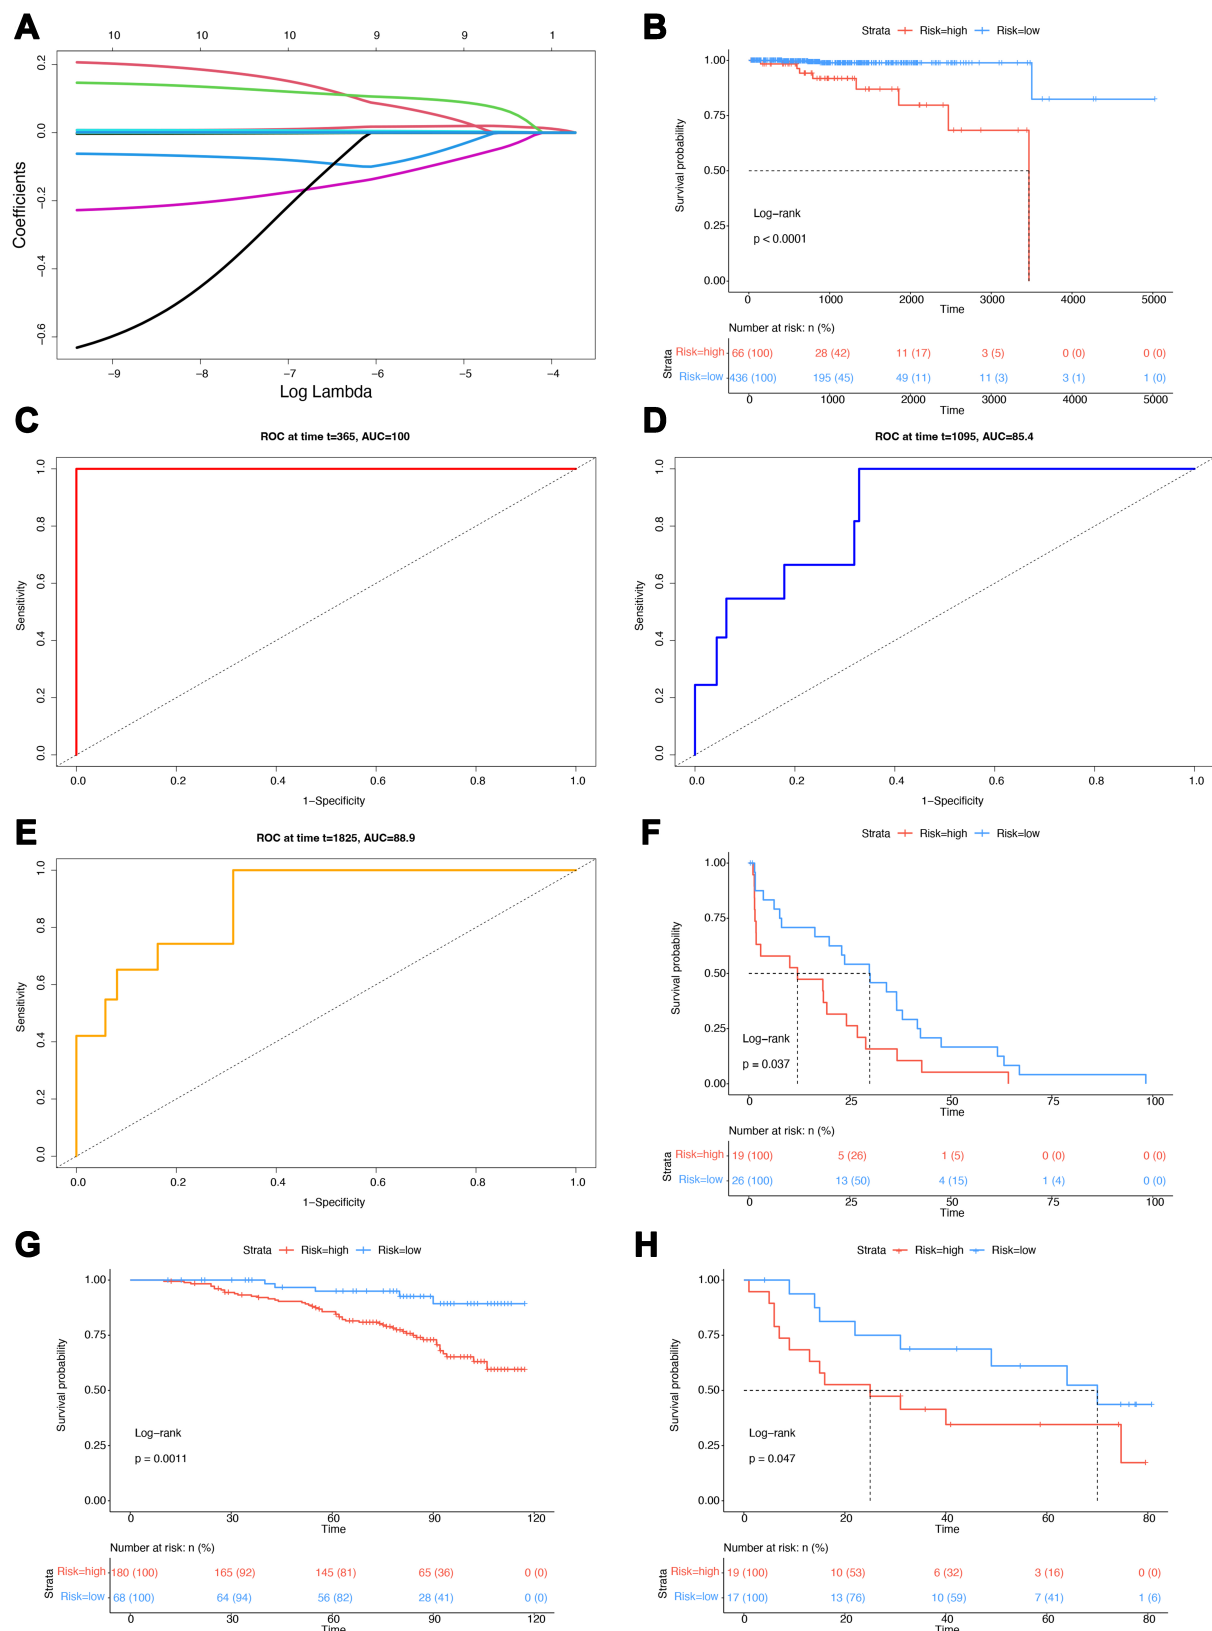 A
10 10 10 9 9 1
0.2
0.0
−0.2
−0.4
−0.6
Coefficients
−9 −8 −7 −6 −5 −4
Log Lambda
B
Strata Risk=high Risk=low
1.00
0.75
0.50
0.25
0.00
Survival probability
Log−rank
p < 0.0001
0 1000 2000 3000 4000 5000
Time
Number at risk: n (%)
Strata
Risk=high 66 (100) 28 (42) 11 (17) 3 (5) 0 (0) 0 (0)
Risk=low 436 (100) 195 (45) 49 (11) 11 (3) 3 (1) 1 (0)
0 1000 2000 3000 4000 5000
Time
C
ROC at time t=365, AUC=100
1.0
0.8
0.6
0.4
0.2
0.0
Sensitivity
0.0 0.2 0.4 0.6 0.8 1.0
1−Specificity
D
ROC at time t=1095, AUC=85.4
1.0
0.8
0.6
0.4
0.2
0.0
Sensitivity
0.0 0.2 0.4 0.6 0.8 1.0
1−Specificity
E
ROC at time t=1825, AUC=88.9
1.0
0.8
0.6
0.4
0.2
0.0
Sensitivity
0.0 0.2 0.4 0.6 0.8 1.0
1−Specificity
F
Strata Risk=high Risk=low
1.00
0.75
0.50
0.25
0.00
Survival probability
Log−rank
p = 0.037
0 25 50 75 100
Time
Number at risk: n (%)
Strata
Risk=high 19 (100) 5 (26) 1 (5) 0 (0) 0 (0)
Risk=low 26 (100) 13 (50) 4 (15) 1 (4) 0 (0)
0 25 50 75 100
Time
G
Strata Risk=high Risk=low
1.00
0.75
0.50
0.25
0.00
Survival probability
Log−rank
p = 0.0011
0 30 60 90 120
Time
Number at risk: n (%)
Strata
Risk=high 180 (100) 165 (92) 145 (81) 65 (36) 0 (0)
Risk=low 68 (100) 64 (94) 56 (82) 28 (41) 0 (0)
0 30 60 90 120
Time
H
Strata Risk=high Risk=low
1.00
0.75
0.50
0.25
0.00
Survival probability
Log−rank
p = 0.047
0 20 40 60 80
Time
Number at risk: n (%)
Strata
Risk=high 19 (100) 10 (53) 6 (32) 3 (16) 0 (0)
Risk=low 17 (100) 13 (76) 10 (59) 7 (41) 1 (6)
0 20 40 60 80
Time